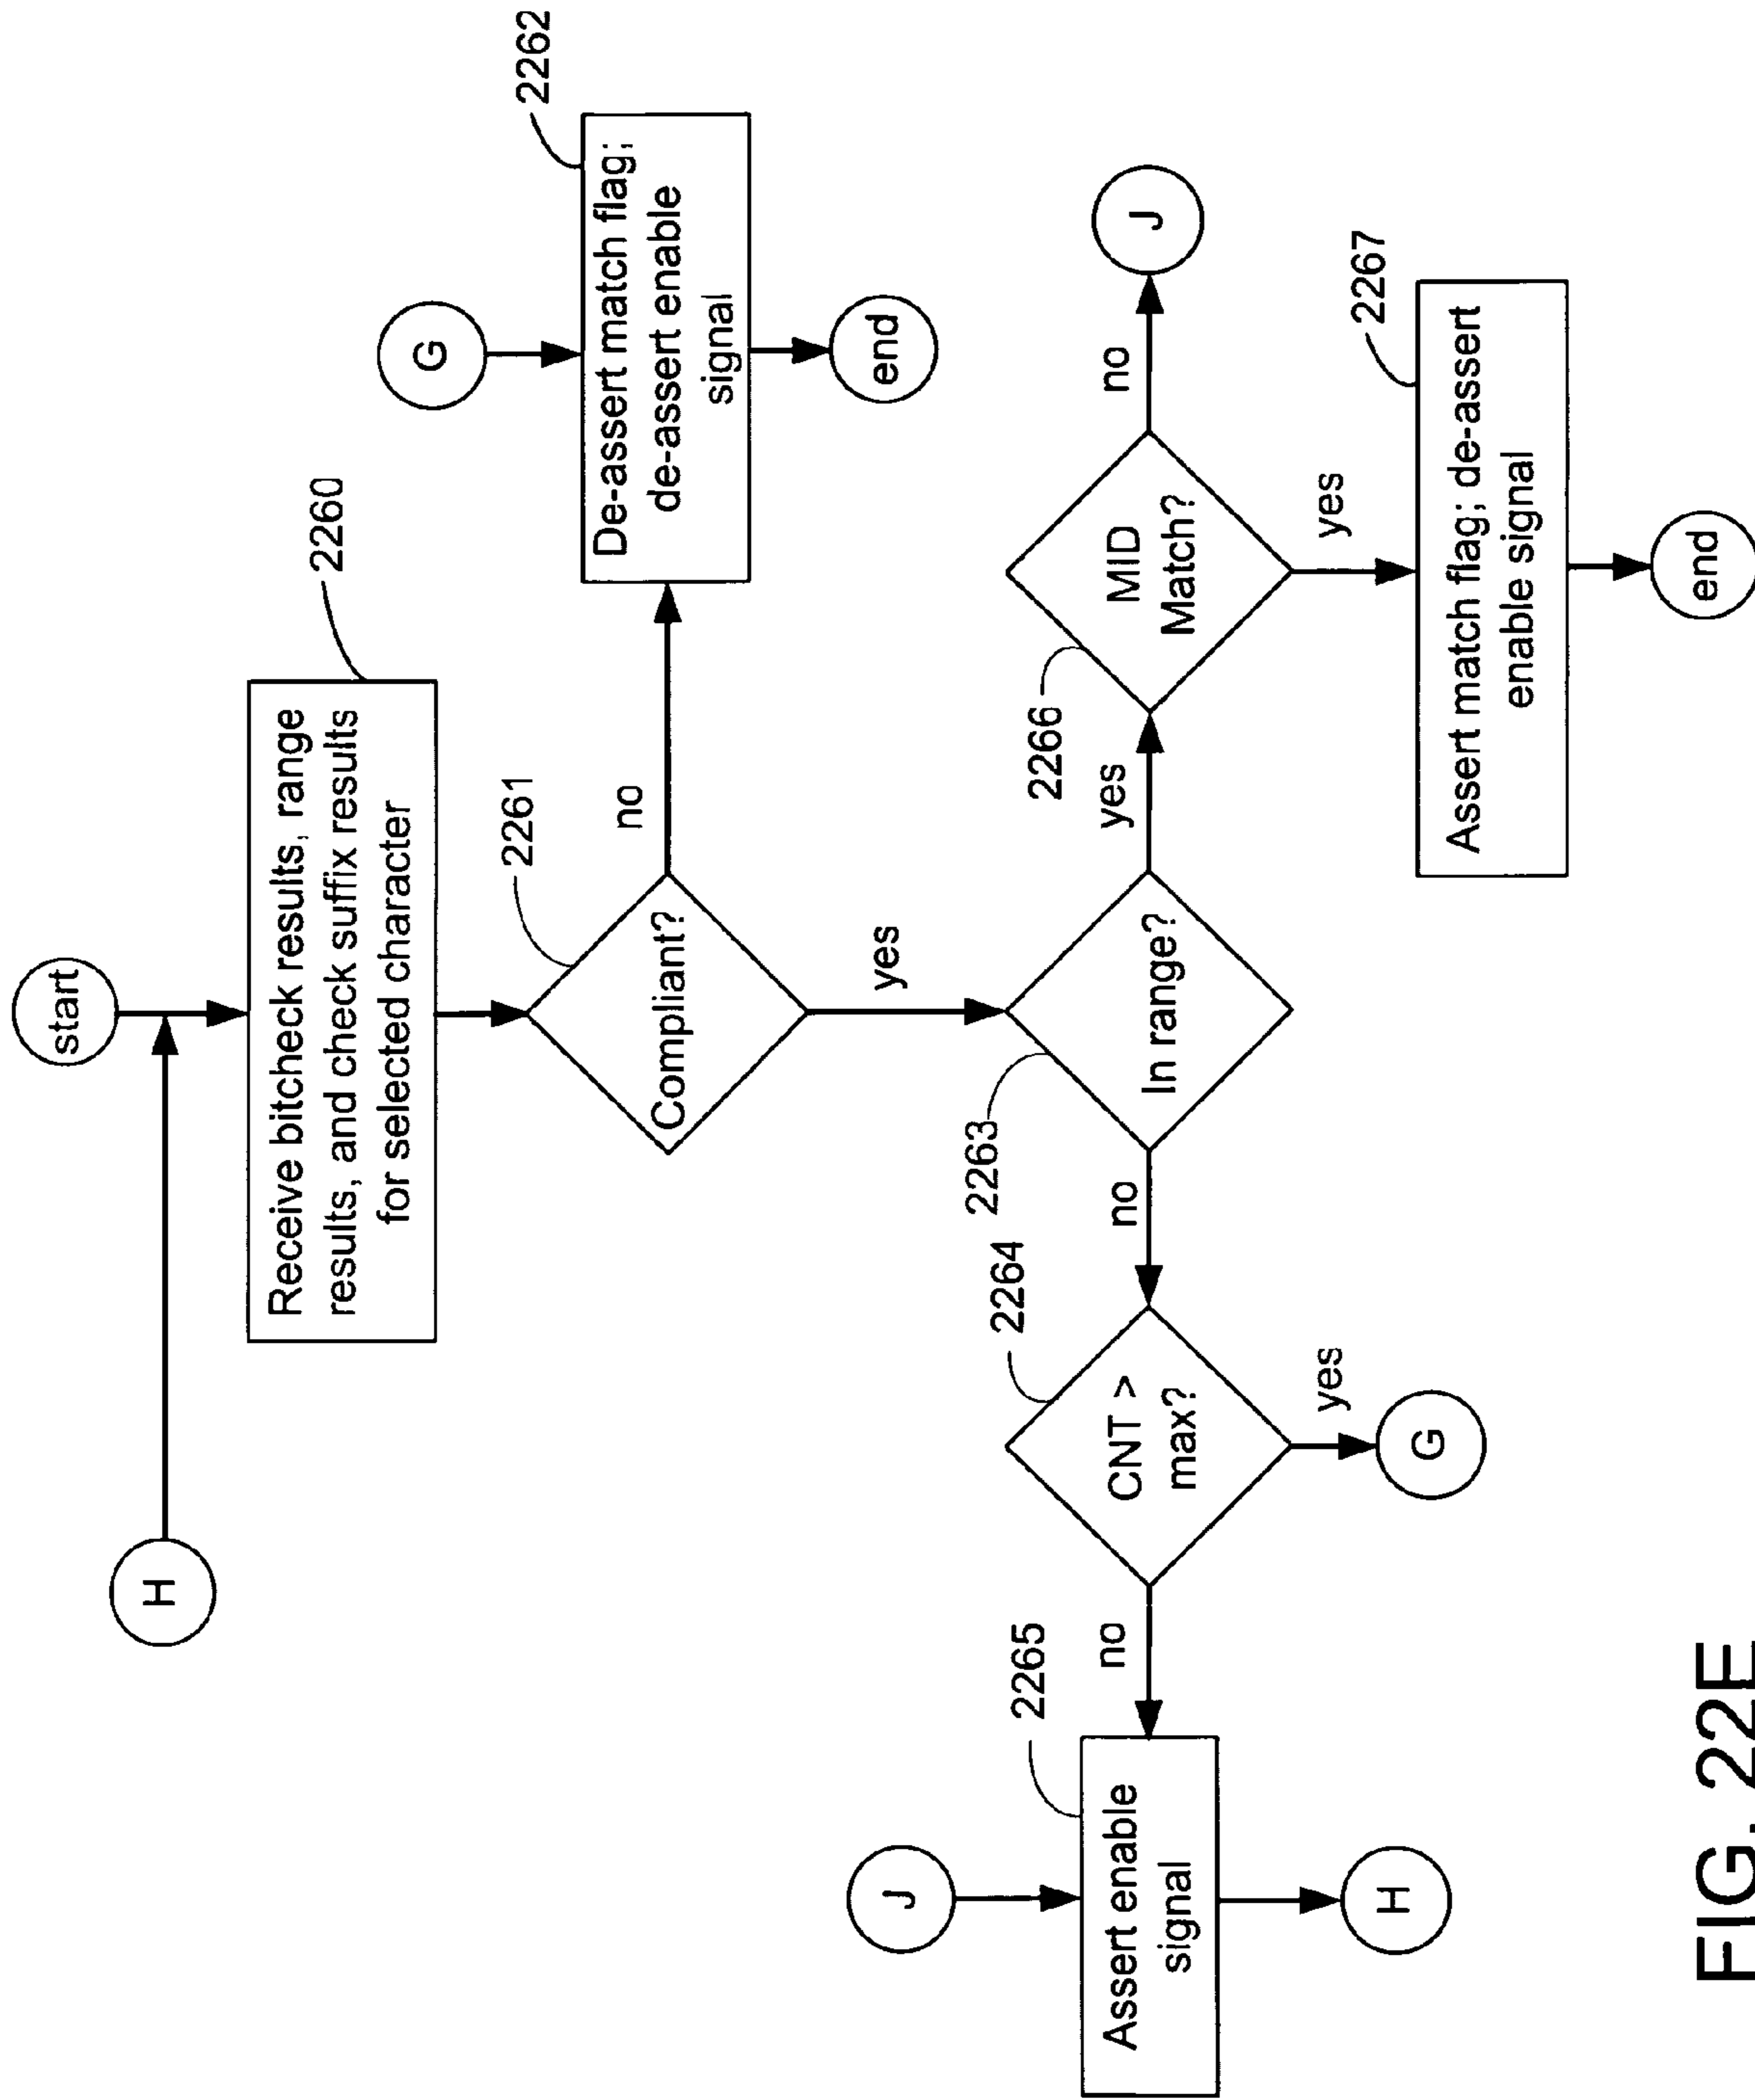 start
H
2260
Receive bitcheck results, range
results, and check suffix results
for selected character
2261
Compliant?
no
G
2262
De-assert match flag;
de-assert enable
signal
end
yes
2263
In range?
no
yes
2264
CNT >
max?
yes
G
no
2265
J
Assert enable
signal
H
2266
MID
Match?
no
J
yes
2267
Assert match flag; de-assert
enable signal
end
FIG. 22E